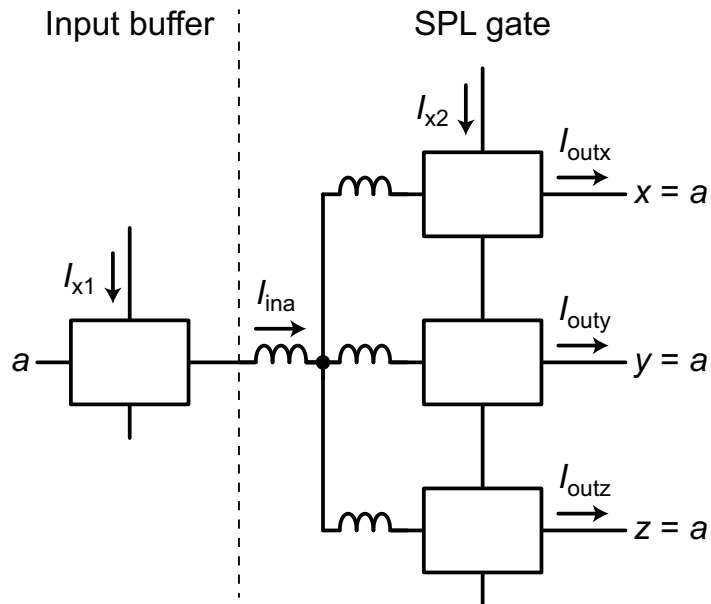 Input buffer
SPL gate
Ix2
Ioutx
x = a
Ix1
Iina
a
Iouty
y = a
Ioutz
z = a